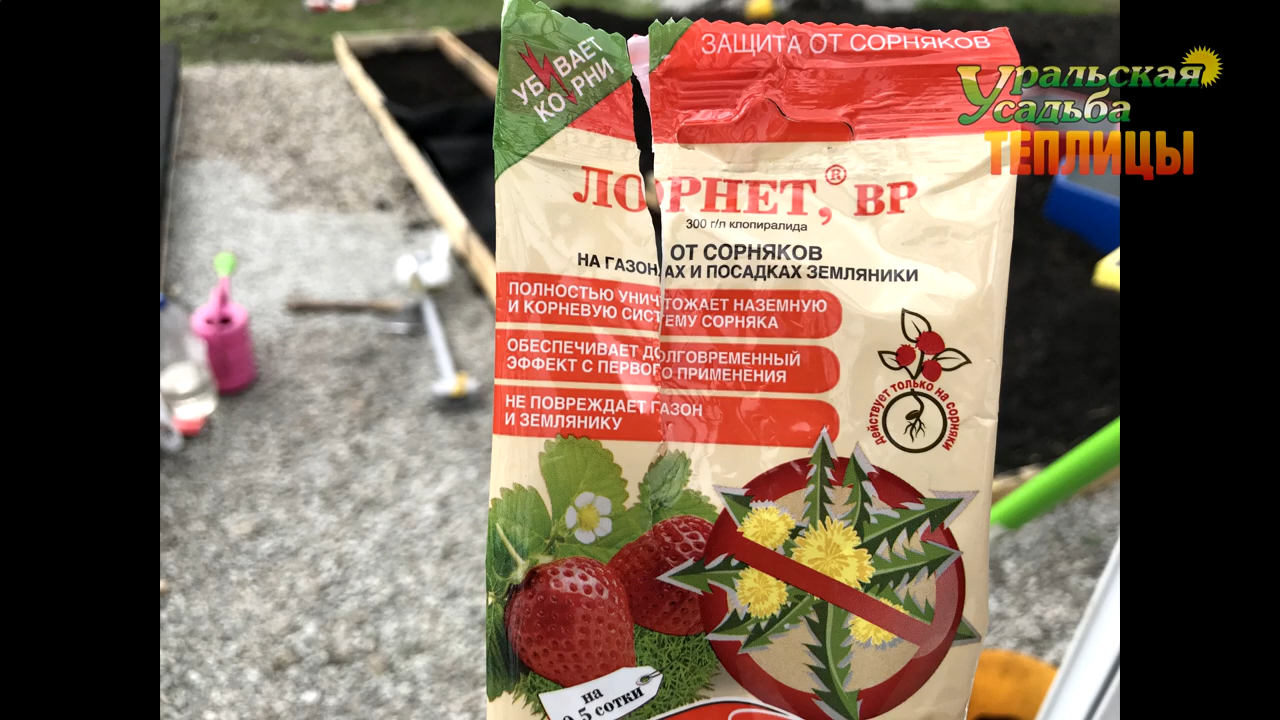 УБИВАЕТ
КОРНИ
ЗАЩИТА ОТ СОРНЯКОВ
Уральская
Усадьба
ТЕПЛИЦЫ
ЛОРНЕТ,® ВР
300 г/л клопиралида
ОТ СОРНЯКОВ
НА ГАЗОНАХ И ПОСАДКАХ ЗЕМЛЯНИКИ
ПОЛНОСТЬЮ УНИЧТОЖАЕТ НАЗЕМНУЮ
И КОРНЕВУЮ СИСТЕМУ СОРНЯКА
ОБЕСПЕЧИВАЕТ ДОЛГОВРЕМЕННЫЙ
ЭФФЕКТ С ПЕРВОГО ПРИМЕНЕНИЯ
НЕ ПОВРЕЖДАЕТ ГАЗОН
И ЗЕМЛЯНИКУ
действует только на сорняки
на
0,5 сотки